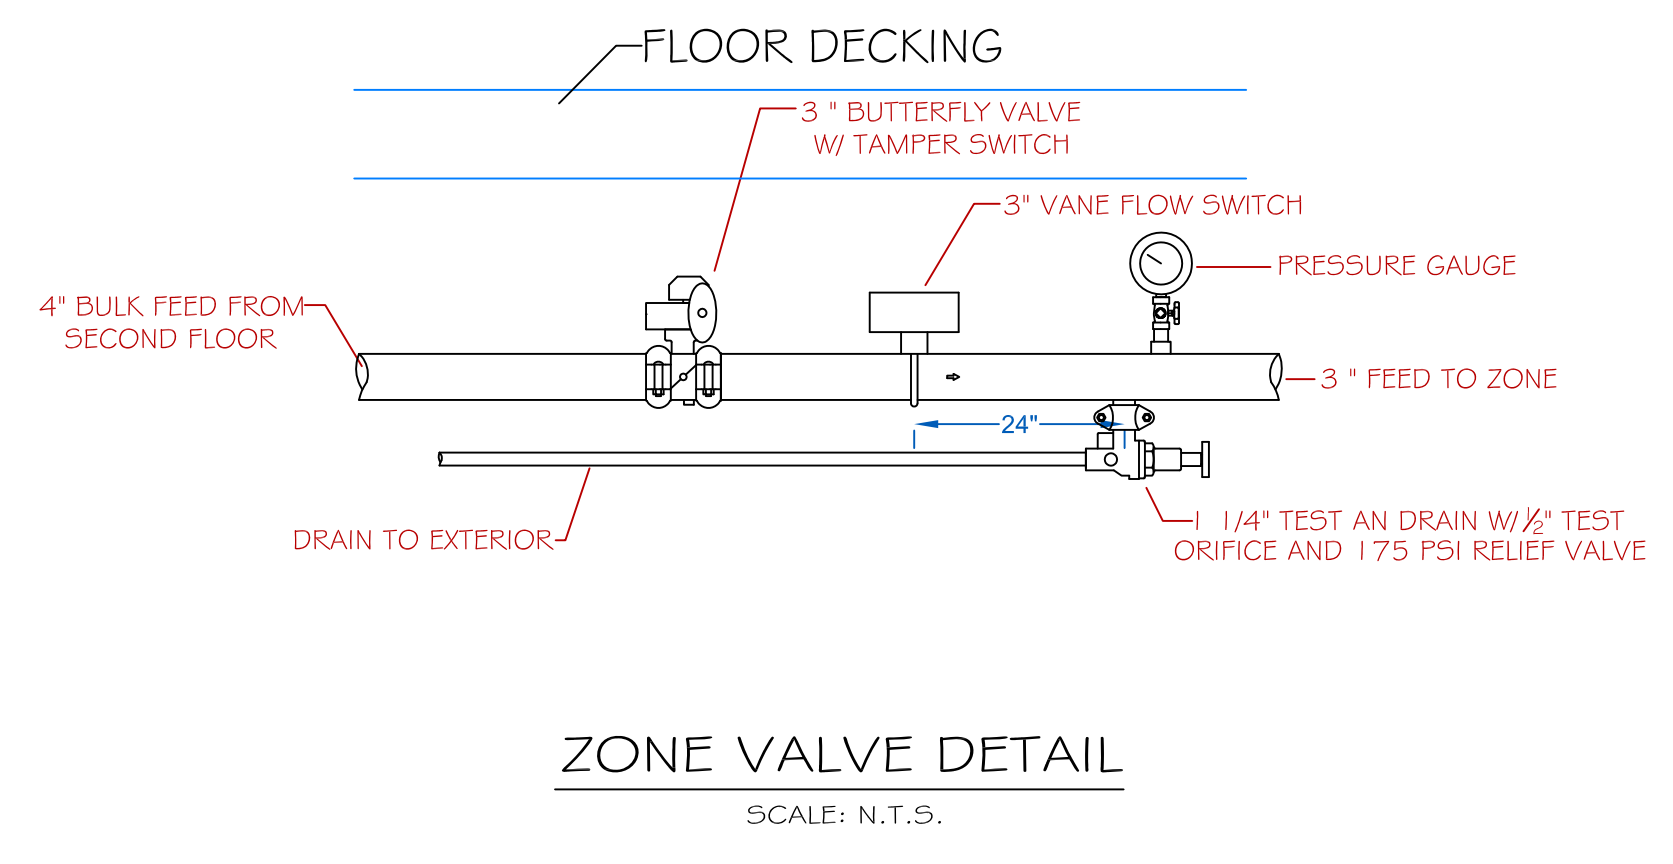 FLOOR DECKING
3 " BUTTERFLY VALVE
W/ TAMPER SWITCH
3" VANE FLOW SWITCH
PRESSURE GAUGE
4" BULK FEED FROM
SECOND FLOOR
3 " FEED TO ZONE
24"
DRAIN TO EXTERIOR
1 1/4" TEST AN DRAIN W/ ½" TEST
ORIFICE AND 175 PSI RELIEF VALVE
ZONE VALVE DETAIL
SCALE: N.T.S.